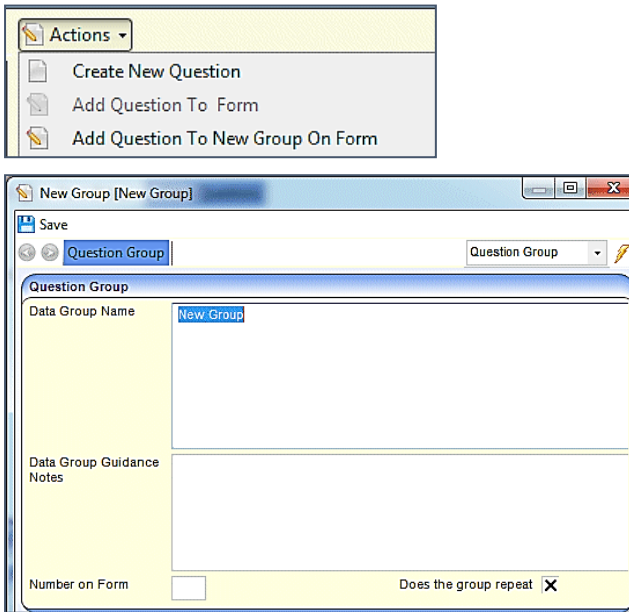 Actions
Create New Question
Add Question To Form
Add Question To New Group On Form
New Group [New Group]
Save
Question Group Question Group
Question Group
Data Group Name New Group
Data Group Guidance
Notes
Number on Form Does the group repeat